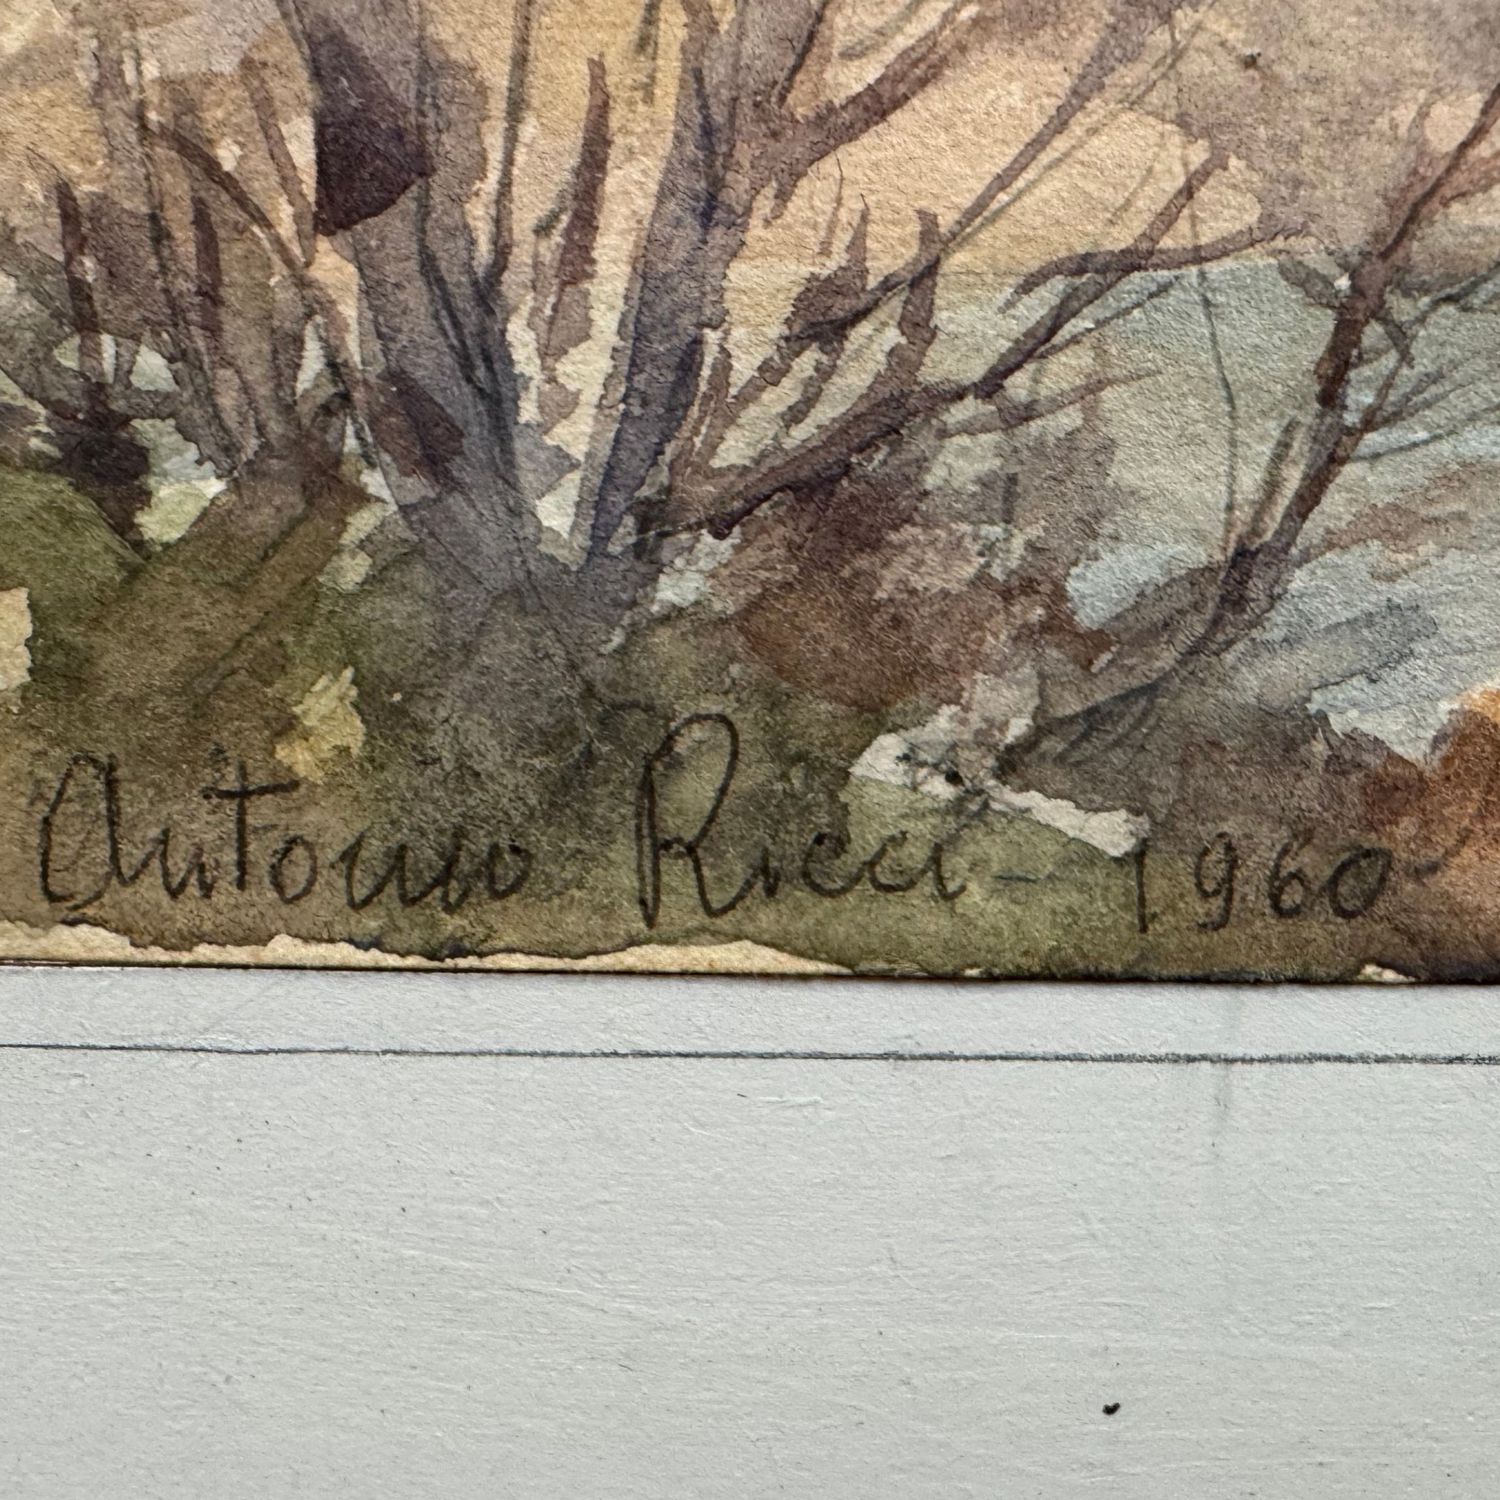 Antonio Ricci - 1960 -